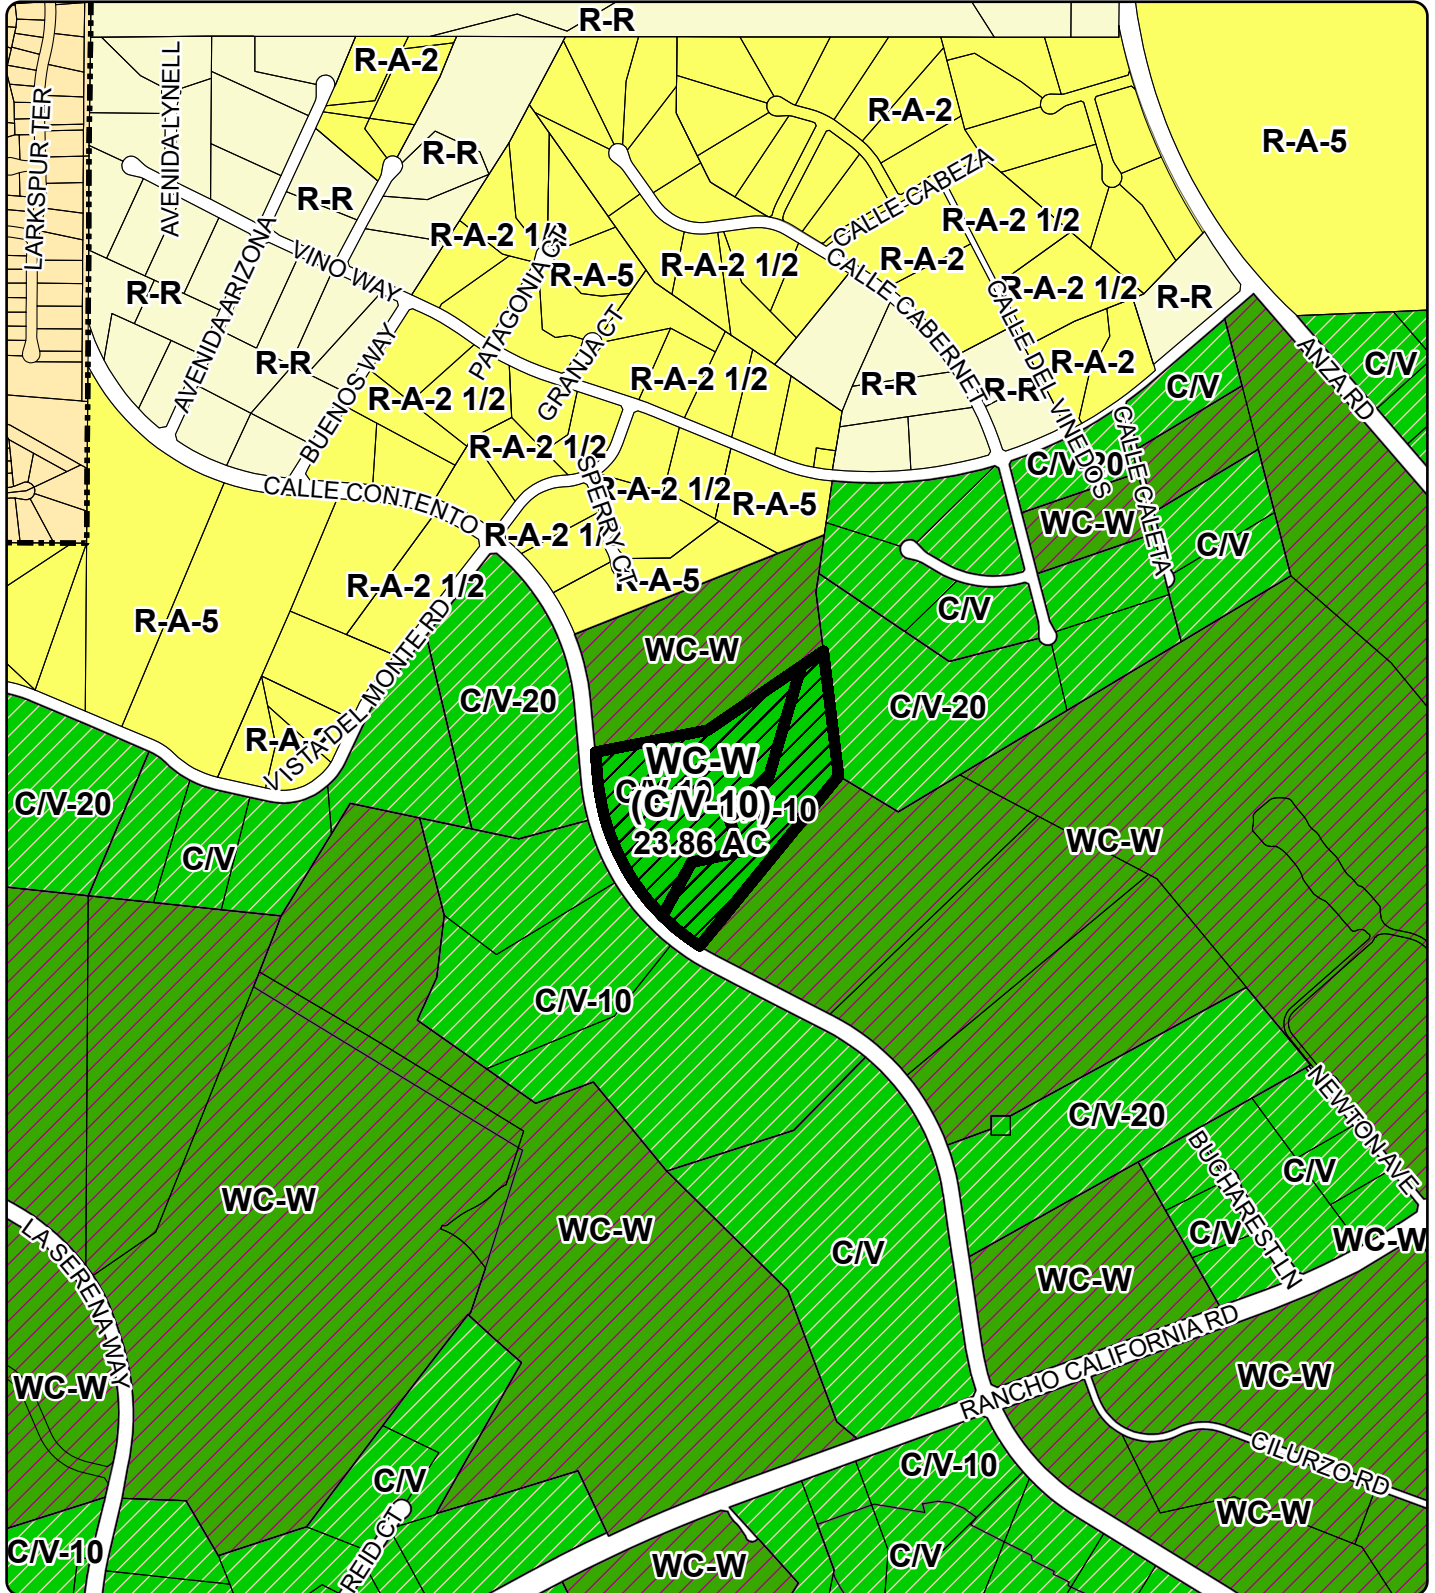 R-R
R-A-2
R-A-2
R-A-5
LARKSPUR TER
AVENIDA LYNELL
R-R
R-R
CALLE CABEZA
R-A-2 1/2
R-A-2 1/2
R-A-2
R-A-5
R-A-2 1/2
VINO WAY
AVENIDA ARIZONA
PATAGONIA CT
CALLE CABERNET
R-A-2 1/2
R-R
R-R
CALLE DEL VINEDOS
GRANJA CT
R-R
BUENOS WAY
R-A-2 1/2
R-A-2
C/V
ANZA RD
R-A-2 1/2
R-R
R-R
C/V
R-A-2 1/2
C/V-20
CALLE CALETA
CALLE CONTENTO
SPERRY CT
R-A-2 1/2
R-A-5
WC-W
R-A-2 1/2
C/V
R-A-2 1/2
R-A-5
C/V
R-A-5
WC-W
VISTA DEL MONTE RD
C/V-20
C/V-20
R-A-2
WC-W
C/V-10
(C/V-10)
-10
23.86 AC
C/V-20
C/V
WC-W
C/V-10
C/V-20
NEWTON AVE
BUCHAREST LN
C/V
WC-W
WC-W
C/V
C/V
WC-W
WC-W
LA SERENA WAY
RANCHO CALIFORNIA RD
WC-W
WC-W
CILURZO RD
C/V
C/V-10
WC-W
REID CT
C/V-10
WC-W
C/V